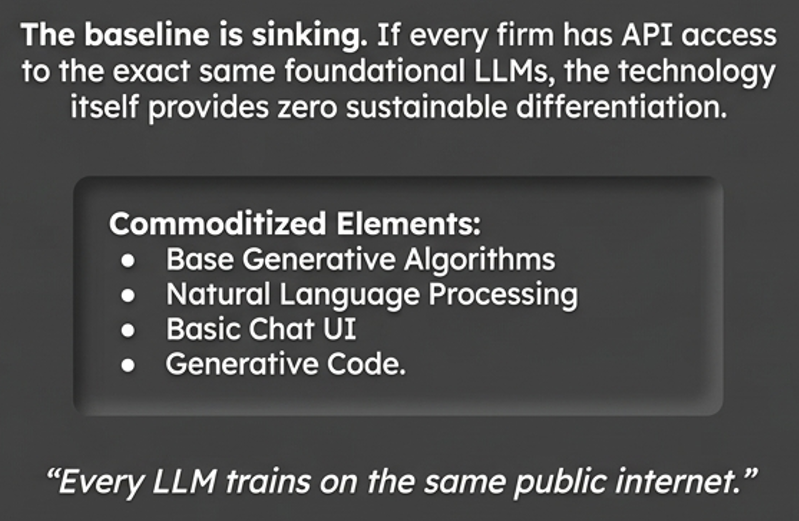 The baseline is sinking. If every firm has API access
to the exact same foundational LLMs, the technology
itself provides zero sustainable differentiation.
Commoditized Elements:
● Base Generative Algorithms
● Natural Language Processing
● Basic Chat UI
● Generative Code.
“Every LLM trains on the same public internet.”